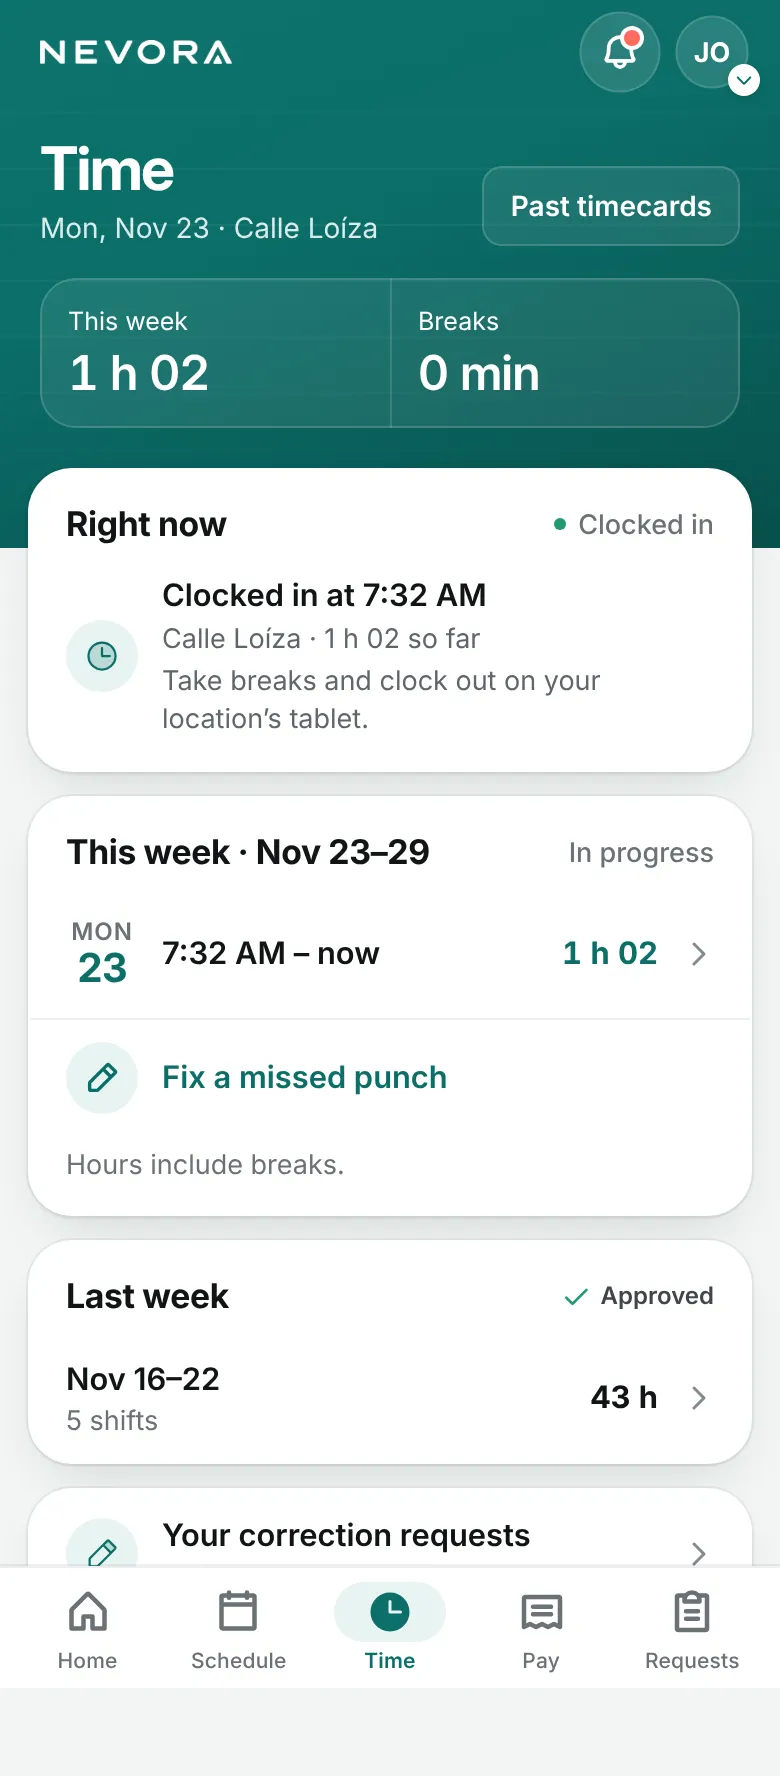 NEVORA
JO
Time
Mon, Nov 23 · Calle Loíza
Past timecards
This week
1 h 02
Breaks
0 min
Right now
Clocked in
Clocked in at 7:32 AM
Calle Loíza · 1 h 02 so far
Take breaks and clock out on your
location’s tablet.
This week · Nov 23–29
In progress
MON
23
7:32 AM – now
1 h 02
Fix a missed punch
Hours include breaks.
Last week
Approved
Nov 16–22
5 shifts
43 h
Your correction requests
Home
Schedule
Time
Pay
Requests